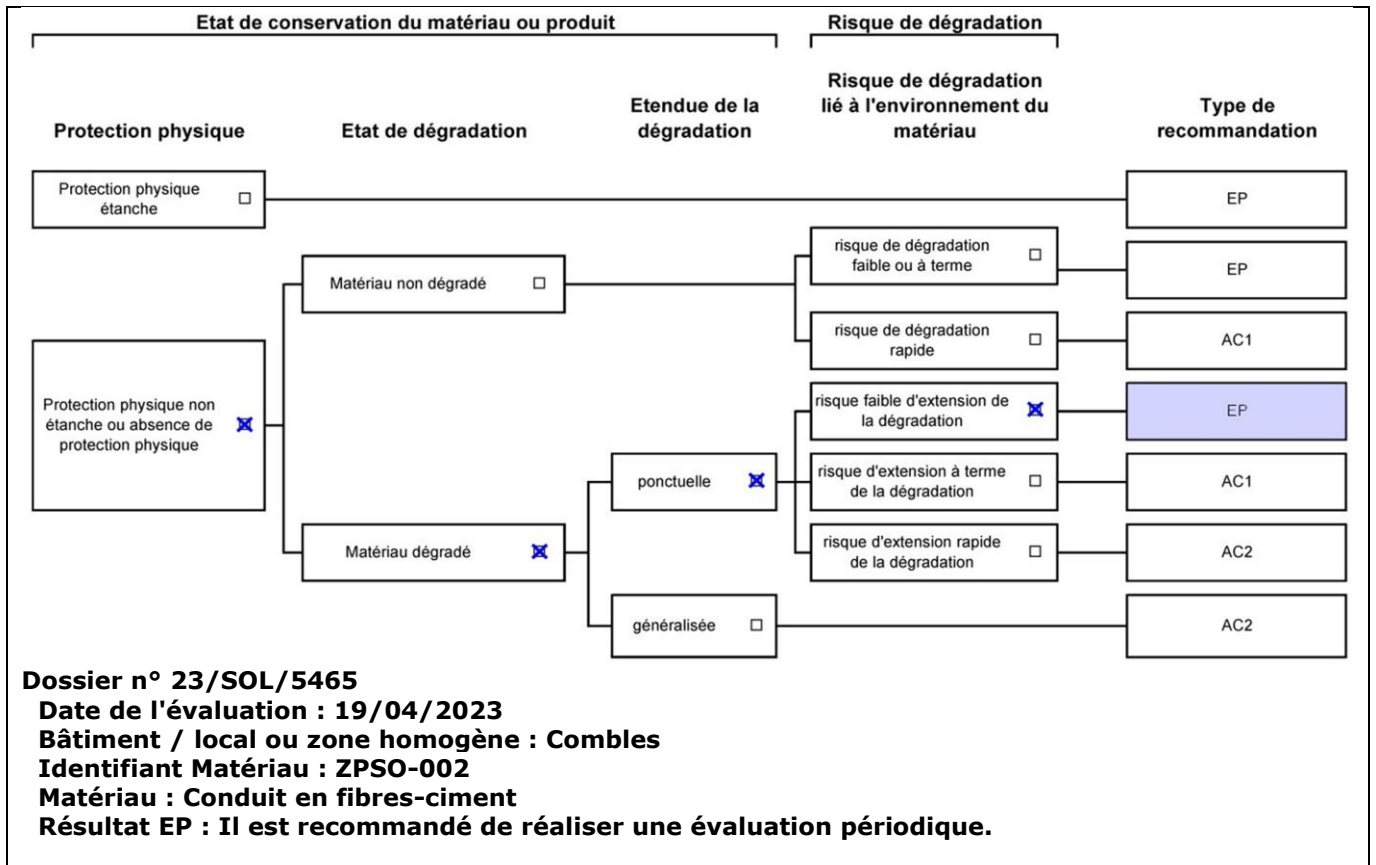 Etat de conservation du matériau ou produit
Risque de dégradation
Protection physique
Etat de dégradation
Etendue de la
dégradation
Risque de dégradation
lié à l'environnement du
matériau
Type de
recommandation
Protection physique
étanche
EP
risque de dégradation
faible ou à terme
EP
Matériau non dégradé
risque de dégradation
rapide
AC1
Protection physique non
étanche ou absence de
protection physique
risque faible d'extension de
la dégradation
EP
ponctuelle
risque d'extension à terme
de la dégradation
AC1
Matériau dégradé
risque d'extension rapide
de la dégradation
AC2
généralisée
AC2
Dossier n° 23/SOL/5465
Date de l'évaluation : 19/04/2023
Bâtiment / local ou zone homogène : Combles
Identifiant Matériau : ZPSO-002
Matériau : Conduit en fibres-ciment
Résultat EP : Il est recommandé de réaliser une évaluation périodique.